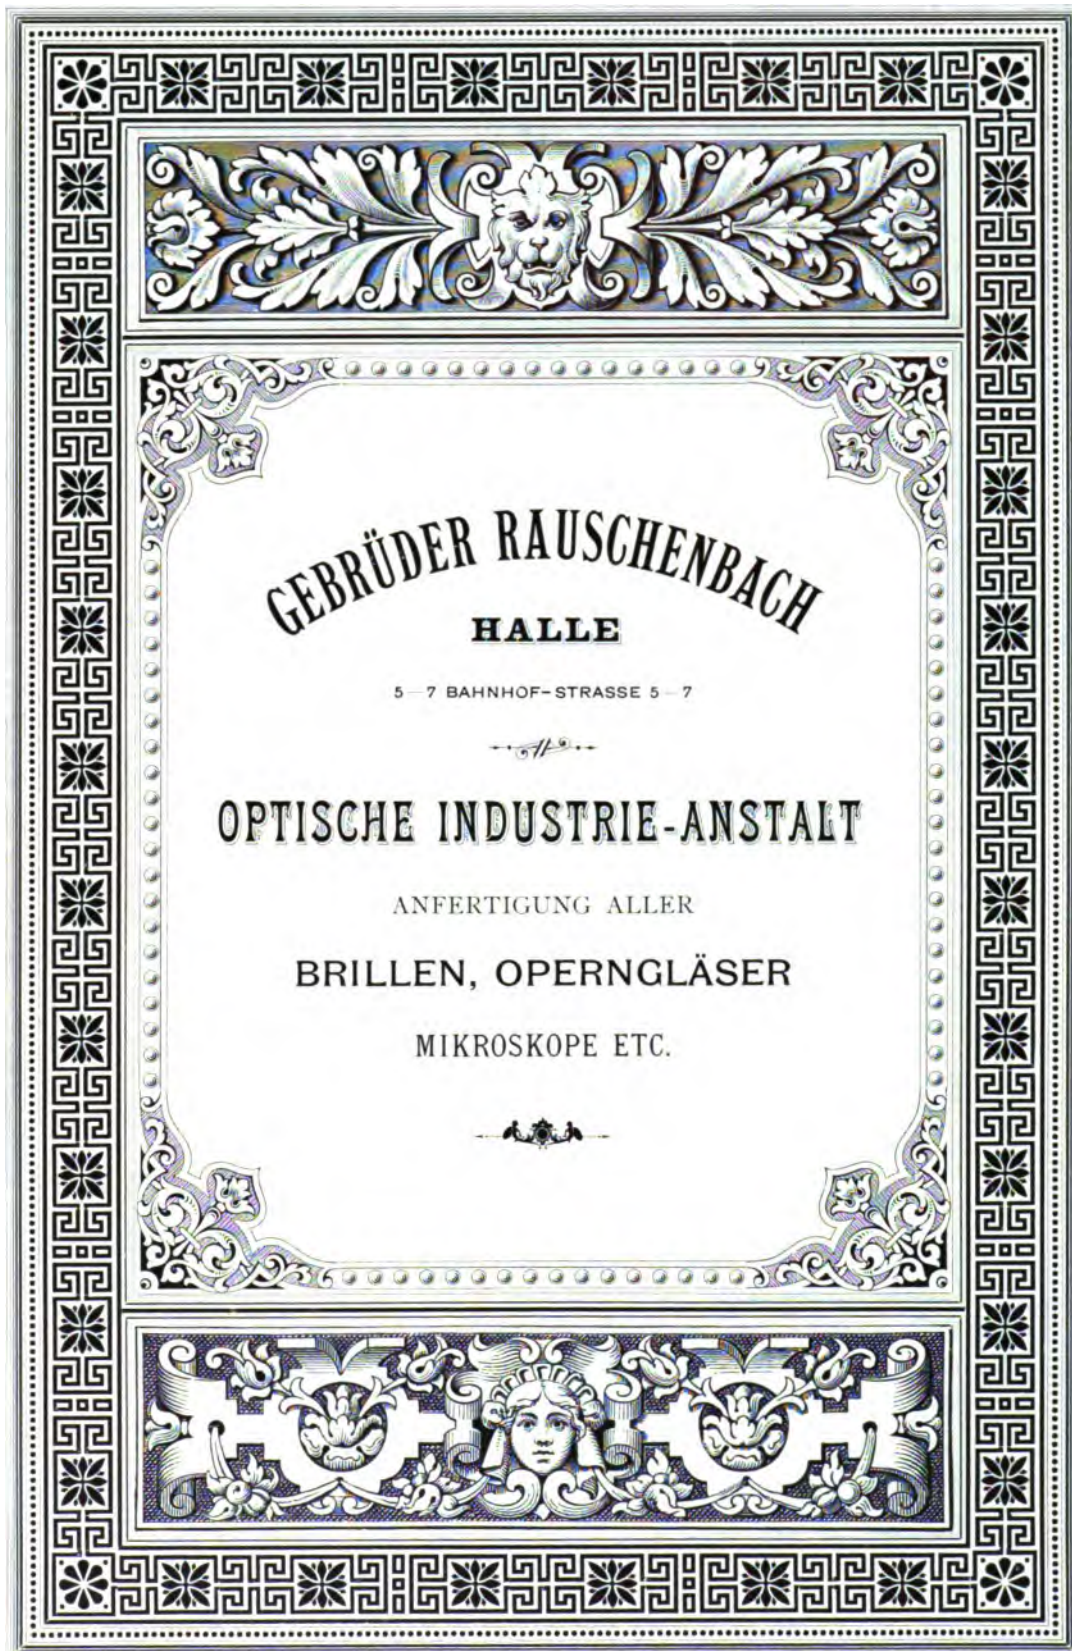 GEBRÜDER RAUSCHENBACH
HALLE
5–7 BAHNHOF-STRASSE 5–7
OPTISCHE INDUSTRIE-ANSTALT
ANFERTIGUNG ALLER
BRILLEN, OPERNGLÄSER
MIKROSKOPE ETC.